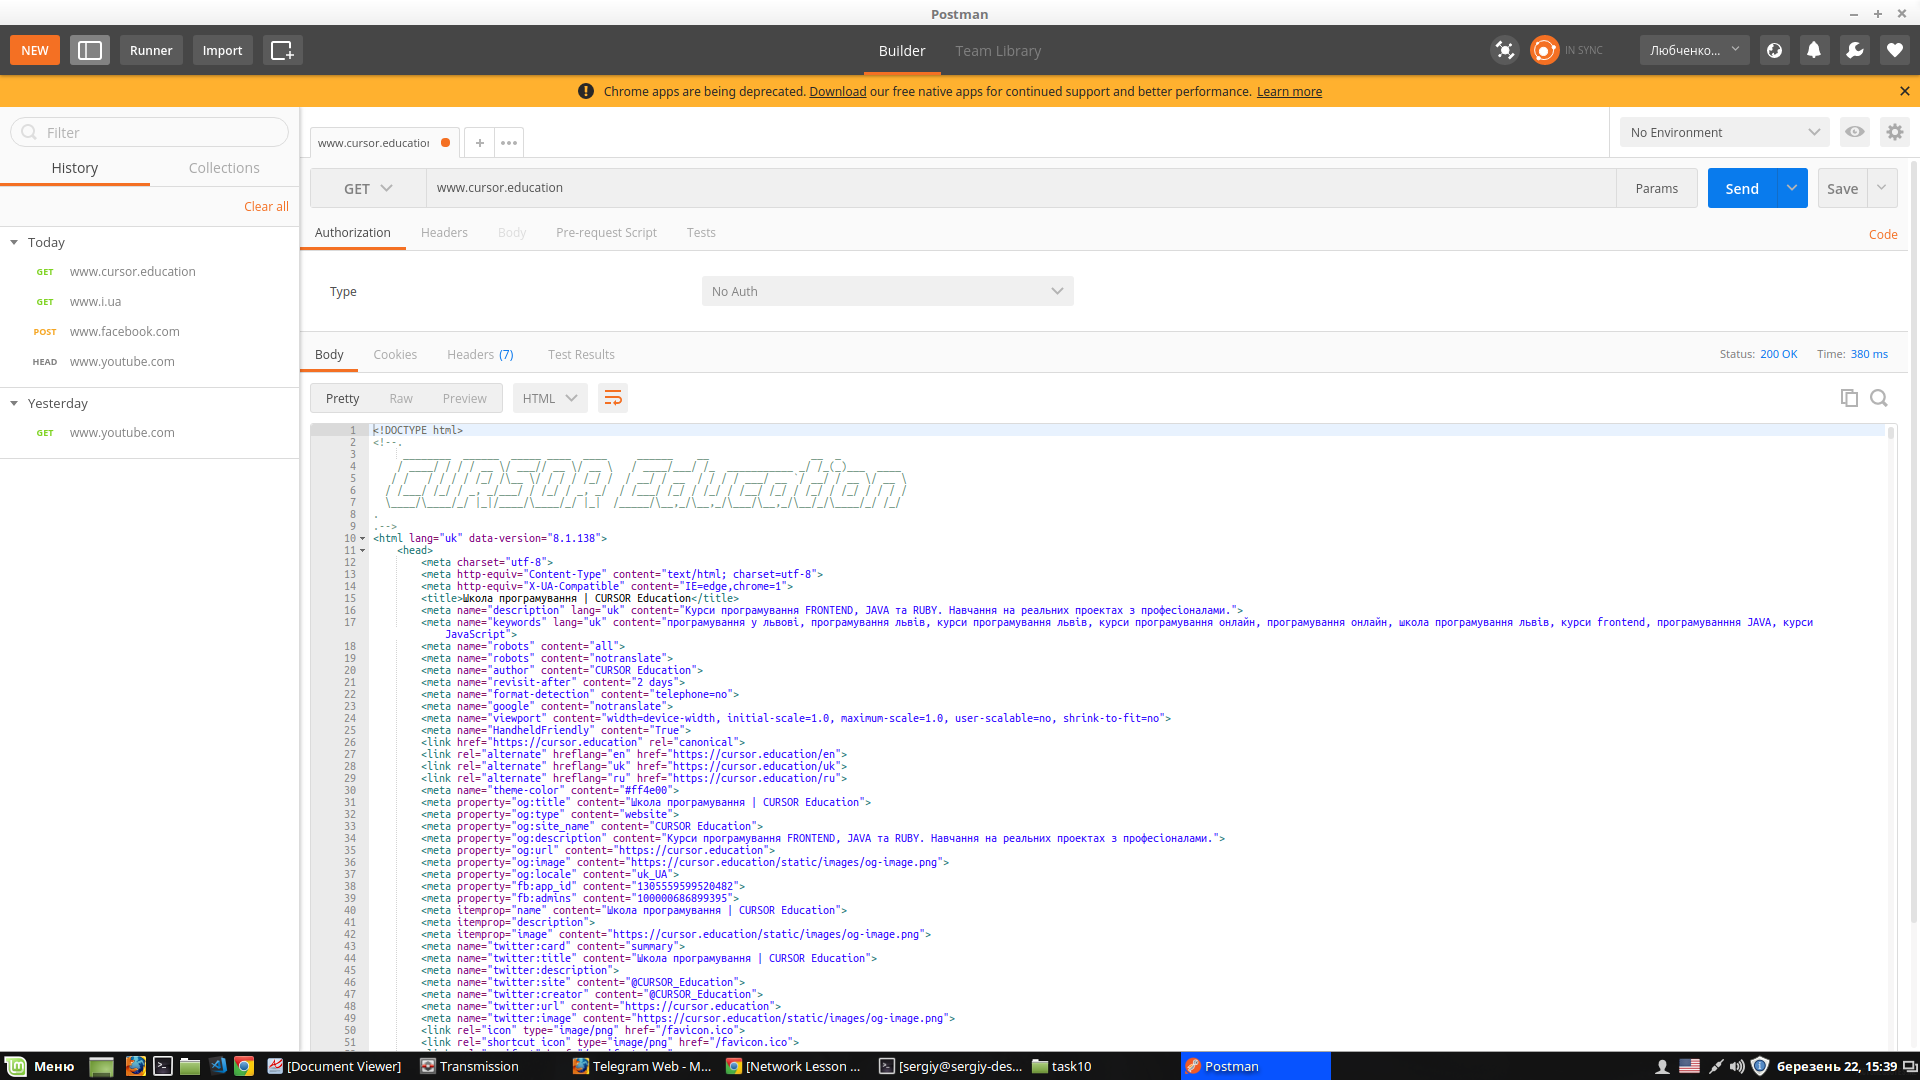 Postman
NEW
Runner
Import
Builder
Team Library
IN SYNC
Любченко...
Chrome apps are being deprecated. Download our free native apps for continued support and better performance. Learn more
Filter
History
Collections
Clear all
Today
GET www.cursor.education
GET www.i.ua
POST www.facebook.com
HEAD www.youtube.com
Yesterday
GET www.youtube.com
www.cursor.education
No Environment
GET
www.cursor.education
Params
Send
Save
Authorization
Headers
Body
Pre-request Script
Tests
Code
Type
No Auth
Body
Cookies
Headers (7)
Test Results
Status: 200 OK
Time: 380 ms
Pretty
Raw
Preview
HTML
1 <!DOCTYPE html>
2 <!--.
3
4
5
6
7
8 .
9 .-->
10 <html lang="uk" data-version="8.1.138">
11 <head>
12 <meta charset="utf-8">
13 <meta http-equiv="Content-Type" content="text/html; charset=utf-8">
14 <meta http-equiv="X-UA-Compatible" content="IE=edge,chrome=1">
15 <title>Школа програмування | CURSOR Education</title>
16 <meta name="description" lang="uk" content="Курси програмування FRONTEND, JAVA та RUBY. Навчання на реальних проектах з професіоналами.">
17 <meta name="keywords" lang="uk" content="програмування у львові, програмування львів, курси програмування львів, курси програмування онлайн, програмування онлайн, школа програмування львів, курси frontend, програмуванння JAVA, курси
JavaScript">
18 <meta name="robots" content="all">
19 <meta name="robots" content="notranslate">
20 <meta name="author" content="CURSOR Education">
21 <meta name="revisit-after" content="2 days">
22 <meta name="format-detection" content="telephone=no">
23 <meta name="google" content="notranslate">
24 <meta name="viewport" content="width=device-width, initial-scale=1.0, maximum-scale=1.0, user-scalable=no, shrink-to-fit=no">
25 <meta name="HandheldFriendly" content="True">
26 <link href="https://cursor.education" rel="canonical">
27 <link rel="alternate" hreflang="en" href="https://cursor.education/en">
28 <link rel="alternate" hreflang="uk" href="https://cursor.education/uk">
29 <link rel="alternate" hreflang="ru" href="https://cursor.education/ru">
30 <meta name="theme-color" content="#ff4e00">
31 <meta property="og:title" content="Школа програмування | CURSOR Education">
32 <meta property="og:type" content="website">
33 <meta property="og:site_name" content="CURSOR Education">
34 <meta property="og:description" content="Курси програмування FRONTEND, JAVA та RUBY. Навчання на реальних проектах з професіоналами.">
35 <meta property="og:url" content="https://cursor.education">
36 <meta property="og:image" content="https://cursor.education/static/images/og-image.png">
37 <meta property="og:locale" content="uk_UA">
38 <meta property="fb:app_id" content="1305559599520482">
39 <meta property="fb:admins" content="100000686899395">
40 <meta itemprop="name" content="Школа програмування | CURSOR Education">
41 <meta itemprop="description">
42 <meta itemprop="image" content="https://cursor.education/static/images/og-image.png">
43 <meta name="twitter:card" content="summary">
44 <meta name="twitter:title" content="Школа програмування | CURSOR Education">
45 <meta name="twitter:description">
46 <meta name="twitter:site" content="@CURSOR_Education">
47 <meta name="twitter:creator" content="@CURSOR_Education">
48 <meta name="twitter:url" content="https://cursor.education">
49 <meta name="twitter:image" content="https://cursor.education/static/images/og-image.png">
50 <link rel="icon" type="image/png" href="/favicon.ico">
51 <link rel="shortcut icon" type="image/png" href="/favicon.ico">
Меню
[Document Viewer]
Transmission
Telegram Web - M...
[Network Lesson ...
[sergiy@sergiy-des...
task10
Postman
березень 22, 15:39